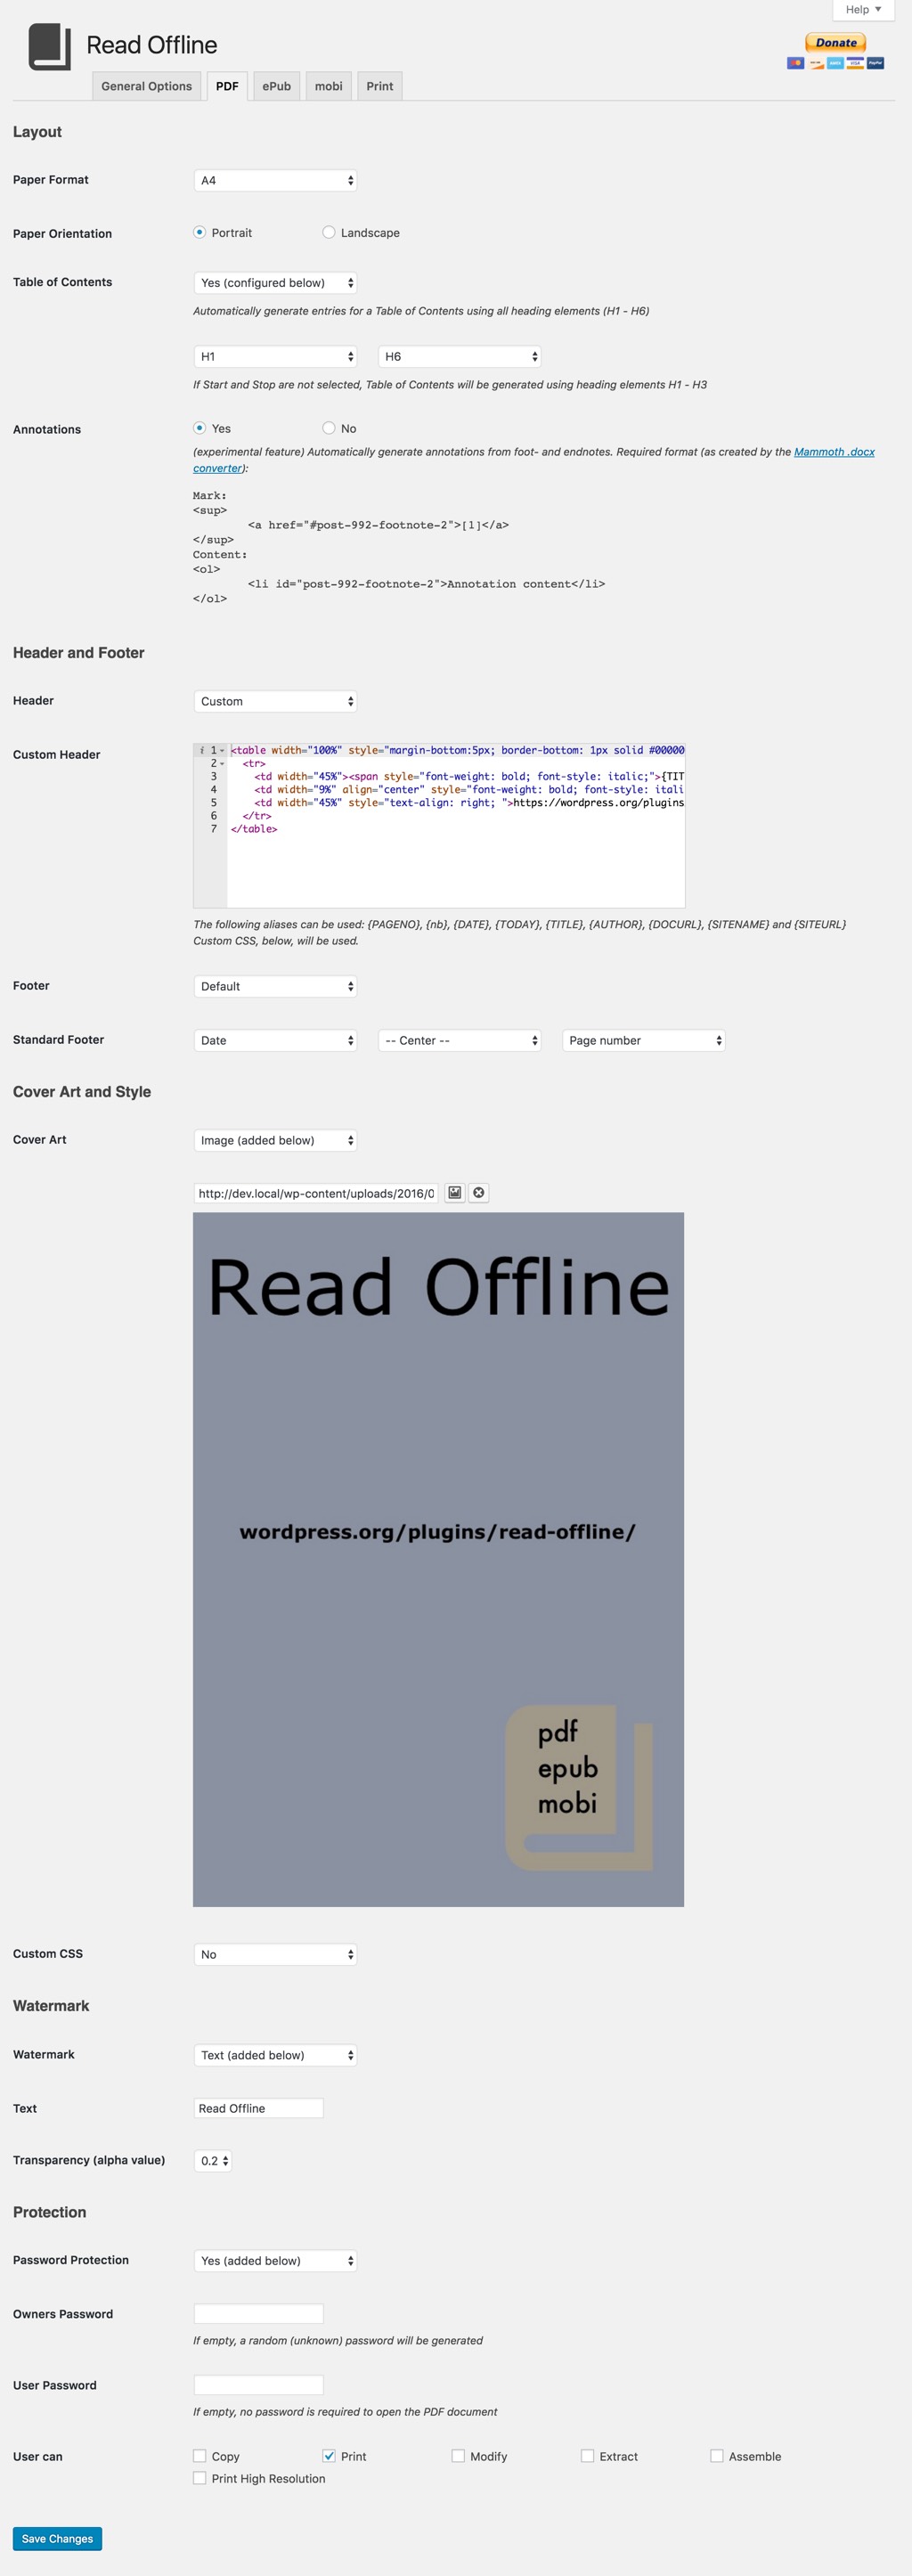 Help
Read Offline
Donate
General Options PDF ePub mobi Print
Layout
Paper Format A4
Paper Orientation Portrait Landscape
Table of Contents Yes (configured below)
Automatically generate entries for a Table of Contents using all heading elements (H1 - H6)
H1 H6
If Start and Stop are not selected, Table of Contents will be generated using heading elements H1 - H3
Annotations Yes No
(experimental feature) Automatically generate annotations from foot- and endnotes. Required format (as created by the Mammoth .docx
converter):
Mark:
<sup>
<a href="#post-992-footnote-2">[1]</a>
</sup>
Content:
<ol>
<li id="post-992-footnote-2">Annotation content</li>
</ol>
Header and Footer
Header Custom
Custom Header
i 1 <table width="100%" style="margin-bottom:5px; border-bottom: 1px solid #00000
2 <tr>
3 <td width="45%"><span style="font-weight: bold; font-style: italic;">{TIT
4 <td width="9%" align="center" style="font-weight: bold; font-style: itali
5 <td width="45%" style="text-align: right; ">https://wordpress.org/plugins
6 </tr>
7 </table>
The following aliases can be used: {PAGENO}, {nb}, {DATE}, {TODAY}, {TITLE}, {AUTHOR}, {DOCURL}, {SITENAME} and {SITEURL}
Custom CSS, below, will be used.
Footer Default
Standard Footer Date -- Center -- Page number
Cover Art and Style
Cover Art Image (added below)
http://dev.local/wp-content/uploads/2016/0
Read Offline
wordpress.org/plugins/read-offline/
pdf
epub
mobi
Custom CSS No
Watermark
Watermark Text (added below)
Text Read Offline
Transparency (alpha value) 0.2
Protection
Password Protection Yes (added below)
Owners Password
If empty, a random (unknown) password will be generated
User Password
If empty, no password is required to open the PDF document
User can Copy Print Modify Extract Assemble
Print High Resolution
Save Changes